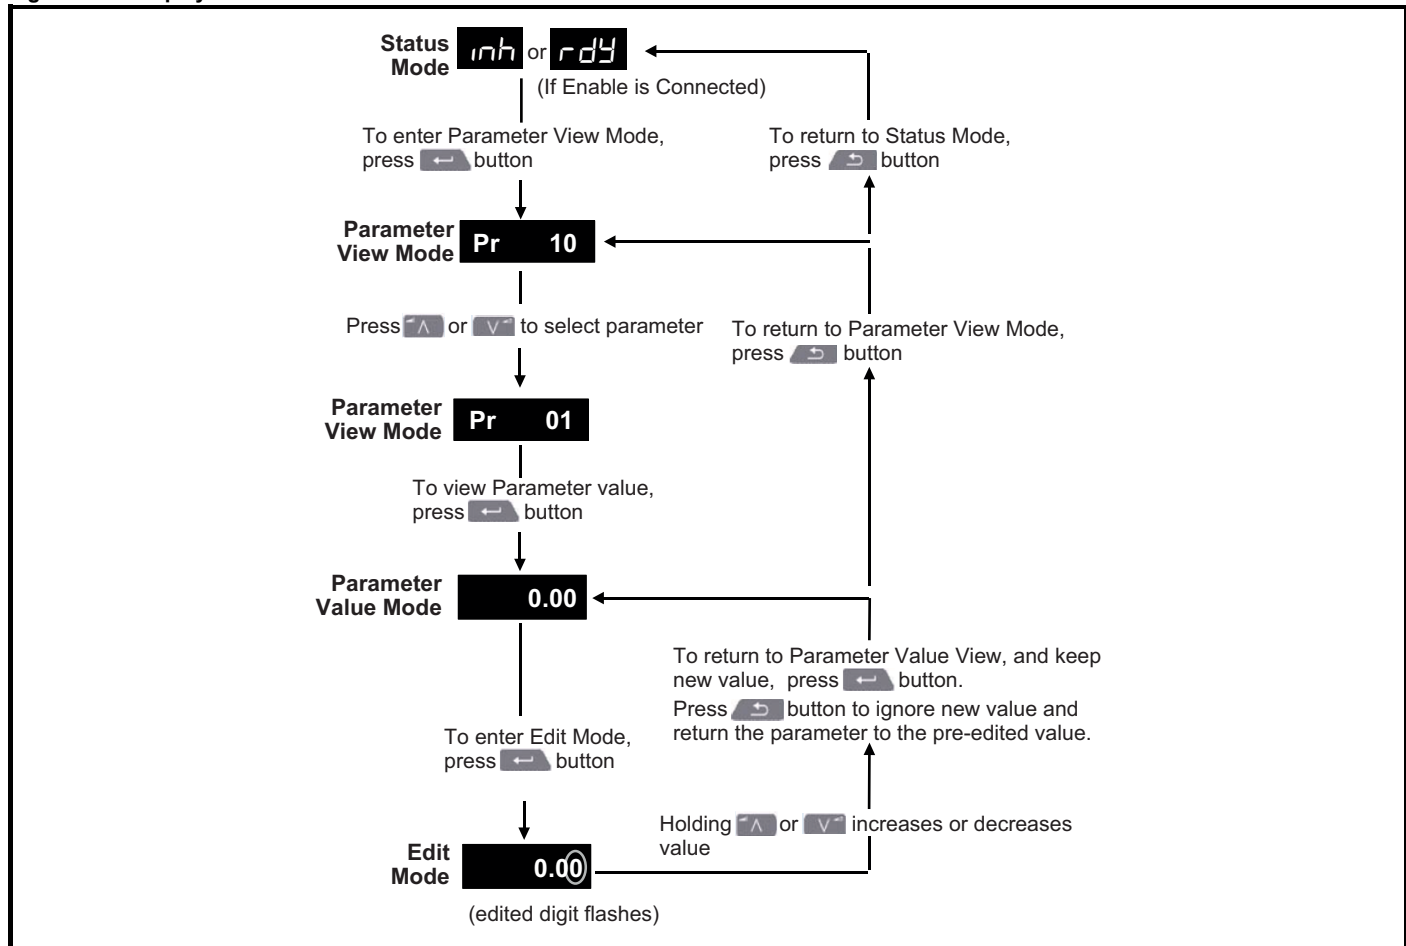 Status
Mode
inh or rdy
(If Enable is Connected)
To enter Parameter View Mode,
press button
To return to Status Mode,
press button
Parameter
View Mode
Pr 10
Press or to select parameter
To return to Parameter View Mode,
press button
Parameter
View Mode
Pr 01
To view Parameter value,
press button
Parameter
Value Mode
0.00
To return to Parameter Value View, and keep
new value, press button.
Press button to ignore new value and
return the parameter to the pre-edited value.
To enter Edit Mode,
press button
Holding or increases or decreases
value
Edit
Mode
0.00
(edited digit flashes)